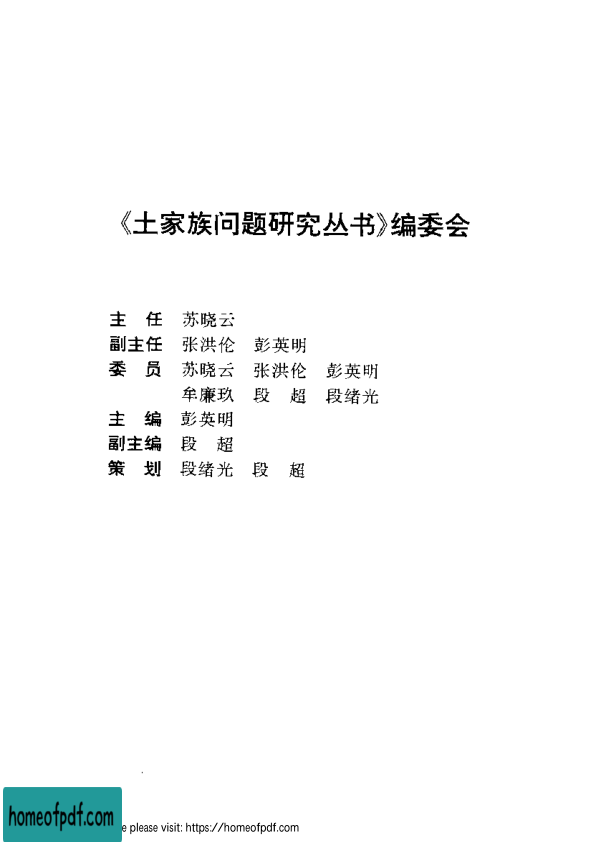 《土家族问题研究丛书》编委会
主 任 苏晓云
副主任 张洪伦 彭英明
委 员 苏晓云 张洪伦 彭英明
牟廉玖 段 超 段绪光
主 编 彭英明
副主编 段 超
策 划 段绪光 段 超
homeofpdf.com
e please visit: https://homeofpdf.com